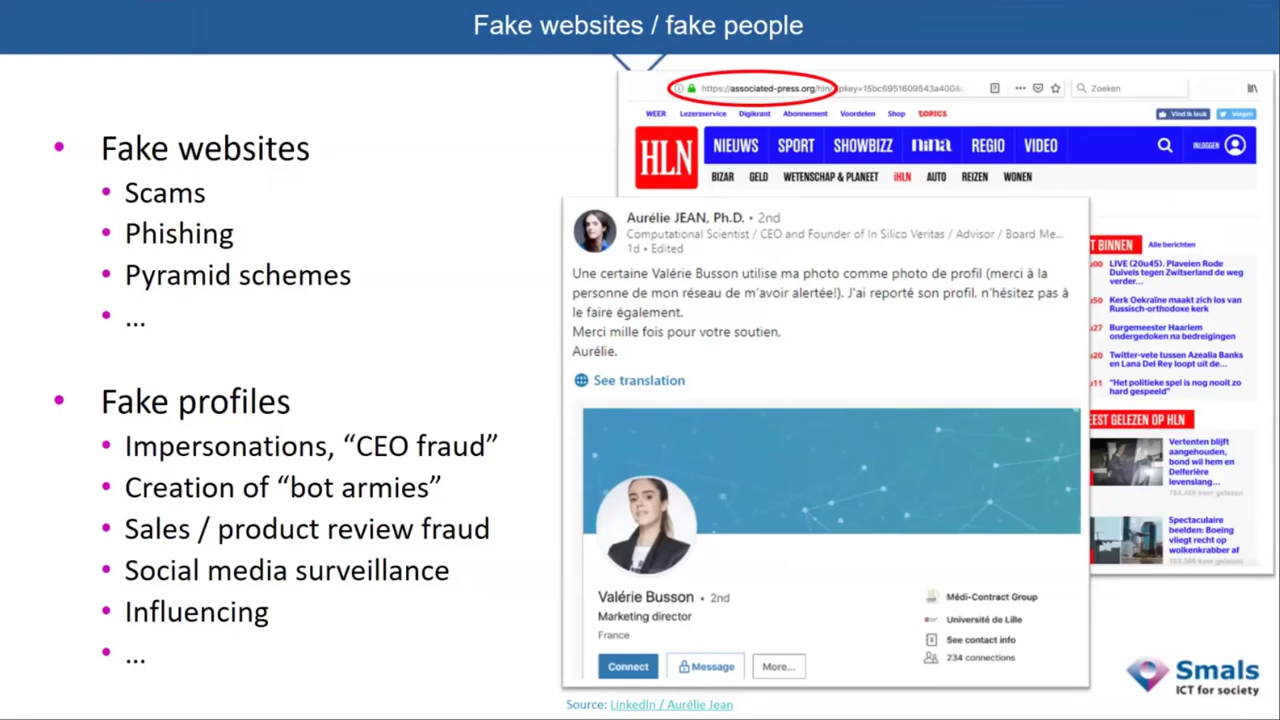 Fake websites / fake people
Fake websites
Scams
Phishing
Pyramid schemes
...
Fake profiles
Impersonations, “CEO fraud”
Creation of “bot armies”
Sales / product review fraud
Social media surveillance
Influencing
...
https://associated-press.org/hln
Zoeken
WEER Lezersservice Digikrant Abonnement Voordelen Shop TOPICS
Vind ik leuk Volgen
HLN
NIEUWS SPORT SHOWBIZZ nina REGIO VIDEO
INLOGGEN
BIZAR GELD WETENSCHAP & PLANEET iHLN AUTO REIZEN WONEN
Aurélie JEAN, Ph.D. • 2nd
Computational Scientist / CEO and Founder of In Silico Veritas / Advisor / Board Me...
1d • Edited
Une certaine Valérie Busson utilise ma photo comme photo de profil (merci à la
personne de mon réseau de m'avoir alertée!). J'ai reporté son profil, n'hésitez pas à
le faire également.
Merci mille fois pour votre soutien,
Aurélie.
See translation
Valérie Busson • 2nd
Marketing director
France
Connect
Message
More...
Médi-Contract Group
Université de Lille
See contact info
234 connections
T BINNEN
Alle berichten
LIVE (20u45). Plaveien Rode
Duivels tegen Zwitserland de weg
verder...
Kerk Oekraïne maakt zich los van
Russisch-orthodoxe kerk
Burgemeester Haarlem
ondergedoken na bedreigingen
Twitter-vete tussen Azealia Banks
en Lana Del Rey loopt uit de...
"Het politieke spel is nog nooit zo
hard gespeeld"
EEST GELEZEN OP HLN
Vertenten blijft
aangehouden,
bond wil hem en
Delferière
levenslang...
Spectaculaire
beelden: Boeing
vliegt recht op
wolkenkrabber af
Source: LinkedIn / Aurélie Jean
Smals
ICT for society